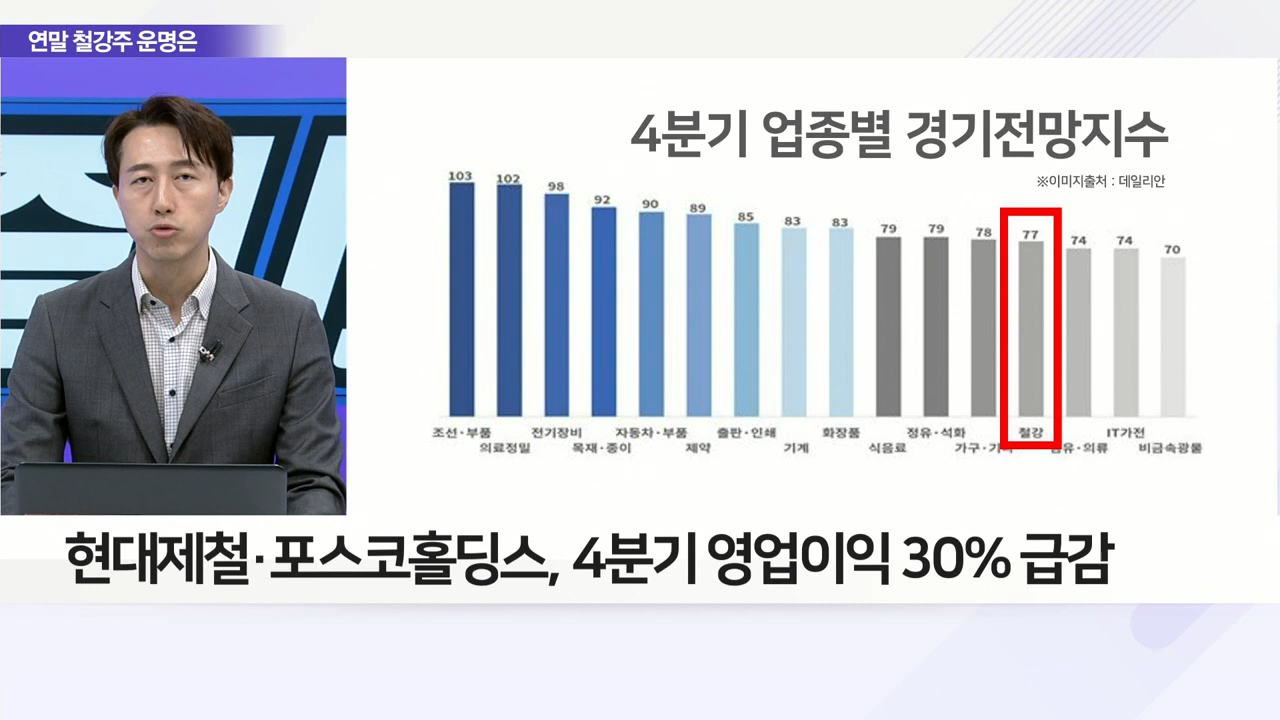 연말 철강주 운명은
4분기 업종별 경기전망지수
※이미지출처 : 데일리안
103 102 98 92 90 89 85 83 83 79 79 78 77 74 74 70
조선·부품 전기장비 자동차·부품 출판·인쇄 화장품 정유·석화 철강 IT가전
의료정밀 목재·종이 제약 기계 식음료 비금속광물
현대제철·포스코홀딩스, 4분기 영업이익 30% 급감